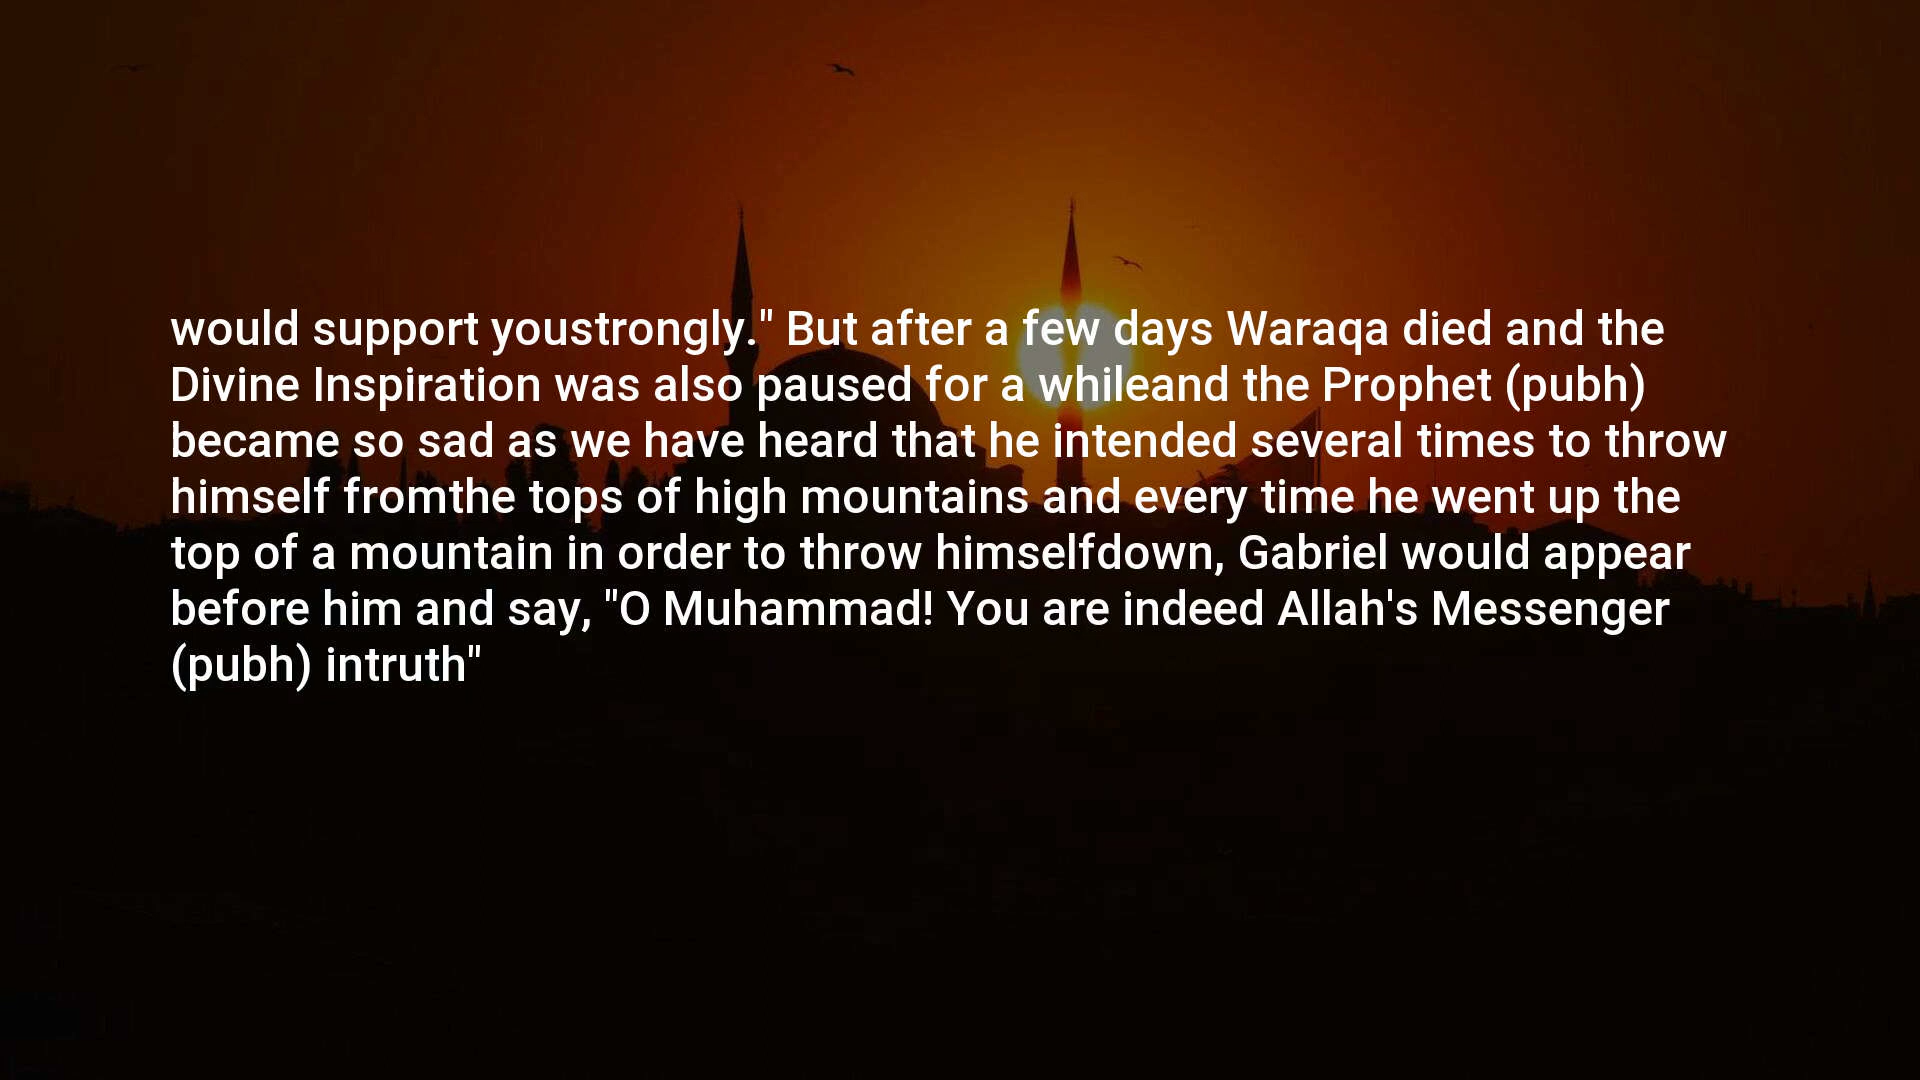 would support youstrongly." But after a few days Waraqa died and the
Divine Inspiration was also paused for a whileand the Prophet (pubh)
became so sad as we have heard that he intended several times to throw
himself fromthe tops of high mountains and every time he went up the
top of a mountain in order to throw himselfdown, Gabriel would appear
before him and say, "O Muhammad! You are indeed Allah's Messenger
(pubh) intruth"